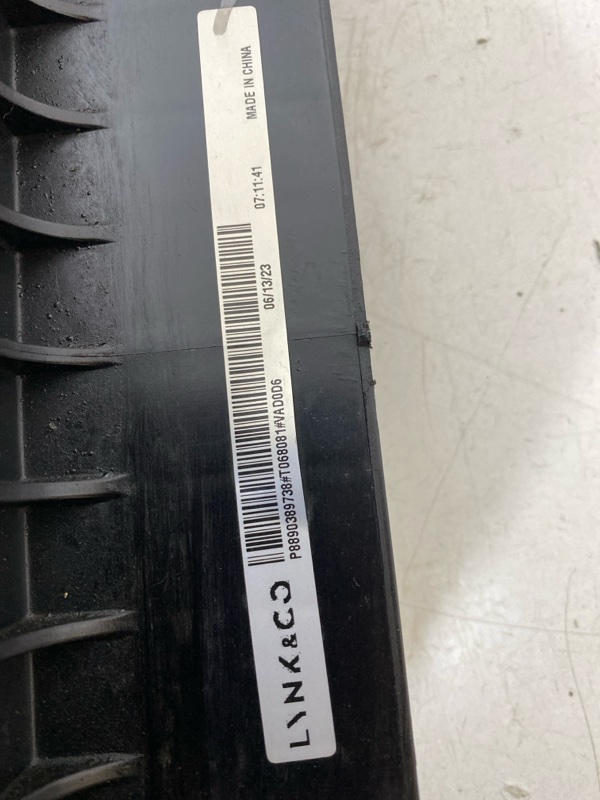 LYNK&CO
P8890389738#T068081#VAD0D6
06/13/23
07:11:41
MADE IN CHINA